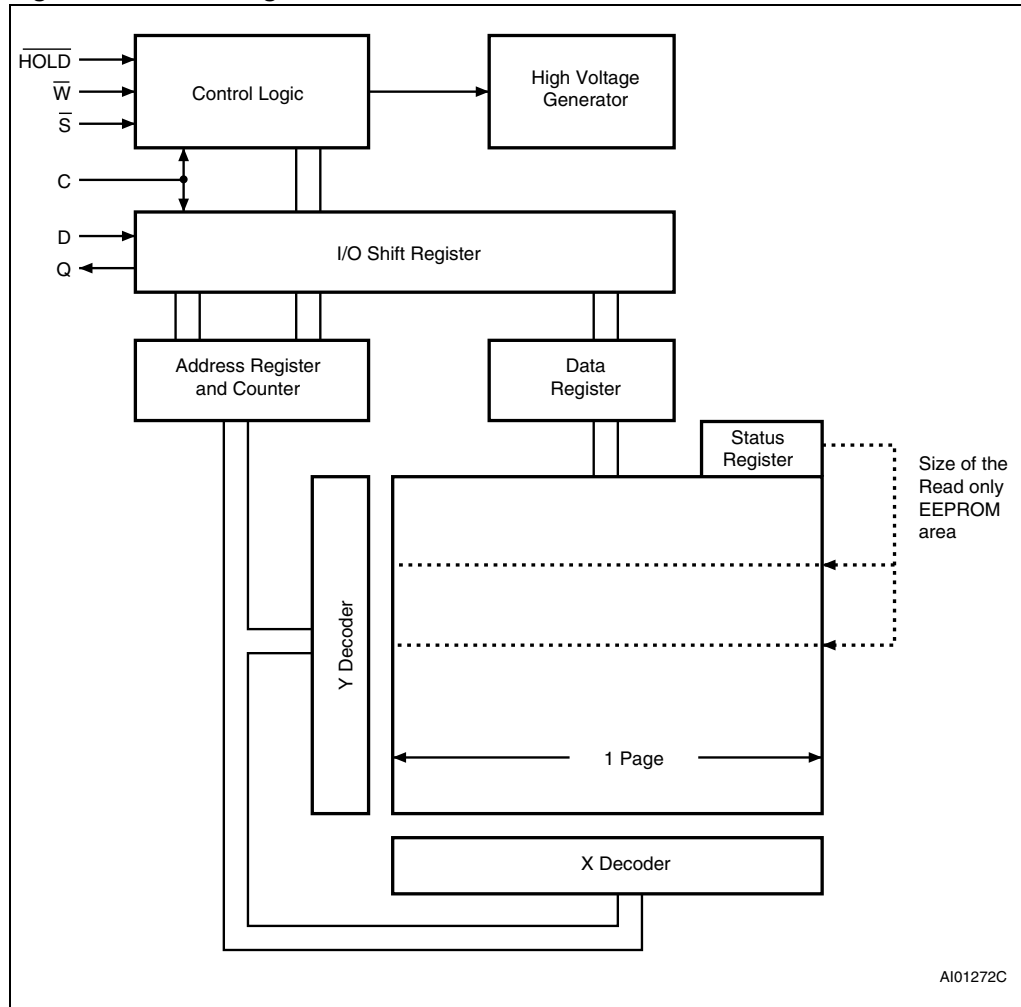 H̅O̅L̅D̅
W̅
S̅
C
D
Q
Control Logic
High Voltage
Generator
I/O Shift Register
Address Register
and Counter
Data
Register
Status
Register
Size of the
Read only
EEPROM
area
Y Decoder
1 Page
X Decoder
AI01272C